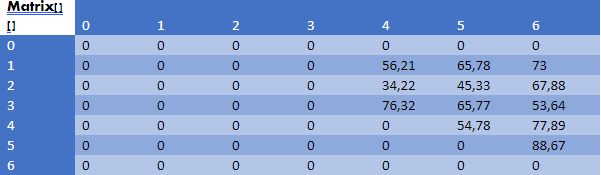 Matrix[]
[] 0 1 2 3 4 5 6
0 0 0 0 0 0 0 0
1 0 0 0 0 56,21 65,78 73
2 0 0 0 0 34,22 45,33 67,88
3 0 0 0 0 76,32 65,77 53,64
4 0 0 0 0 0 54,78 77,89
5 0 0 0 0 0 0 88,67
6 0 0 0 0 0 0 0